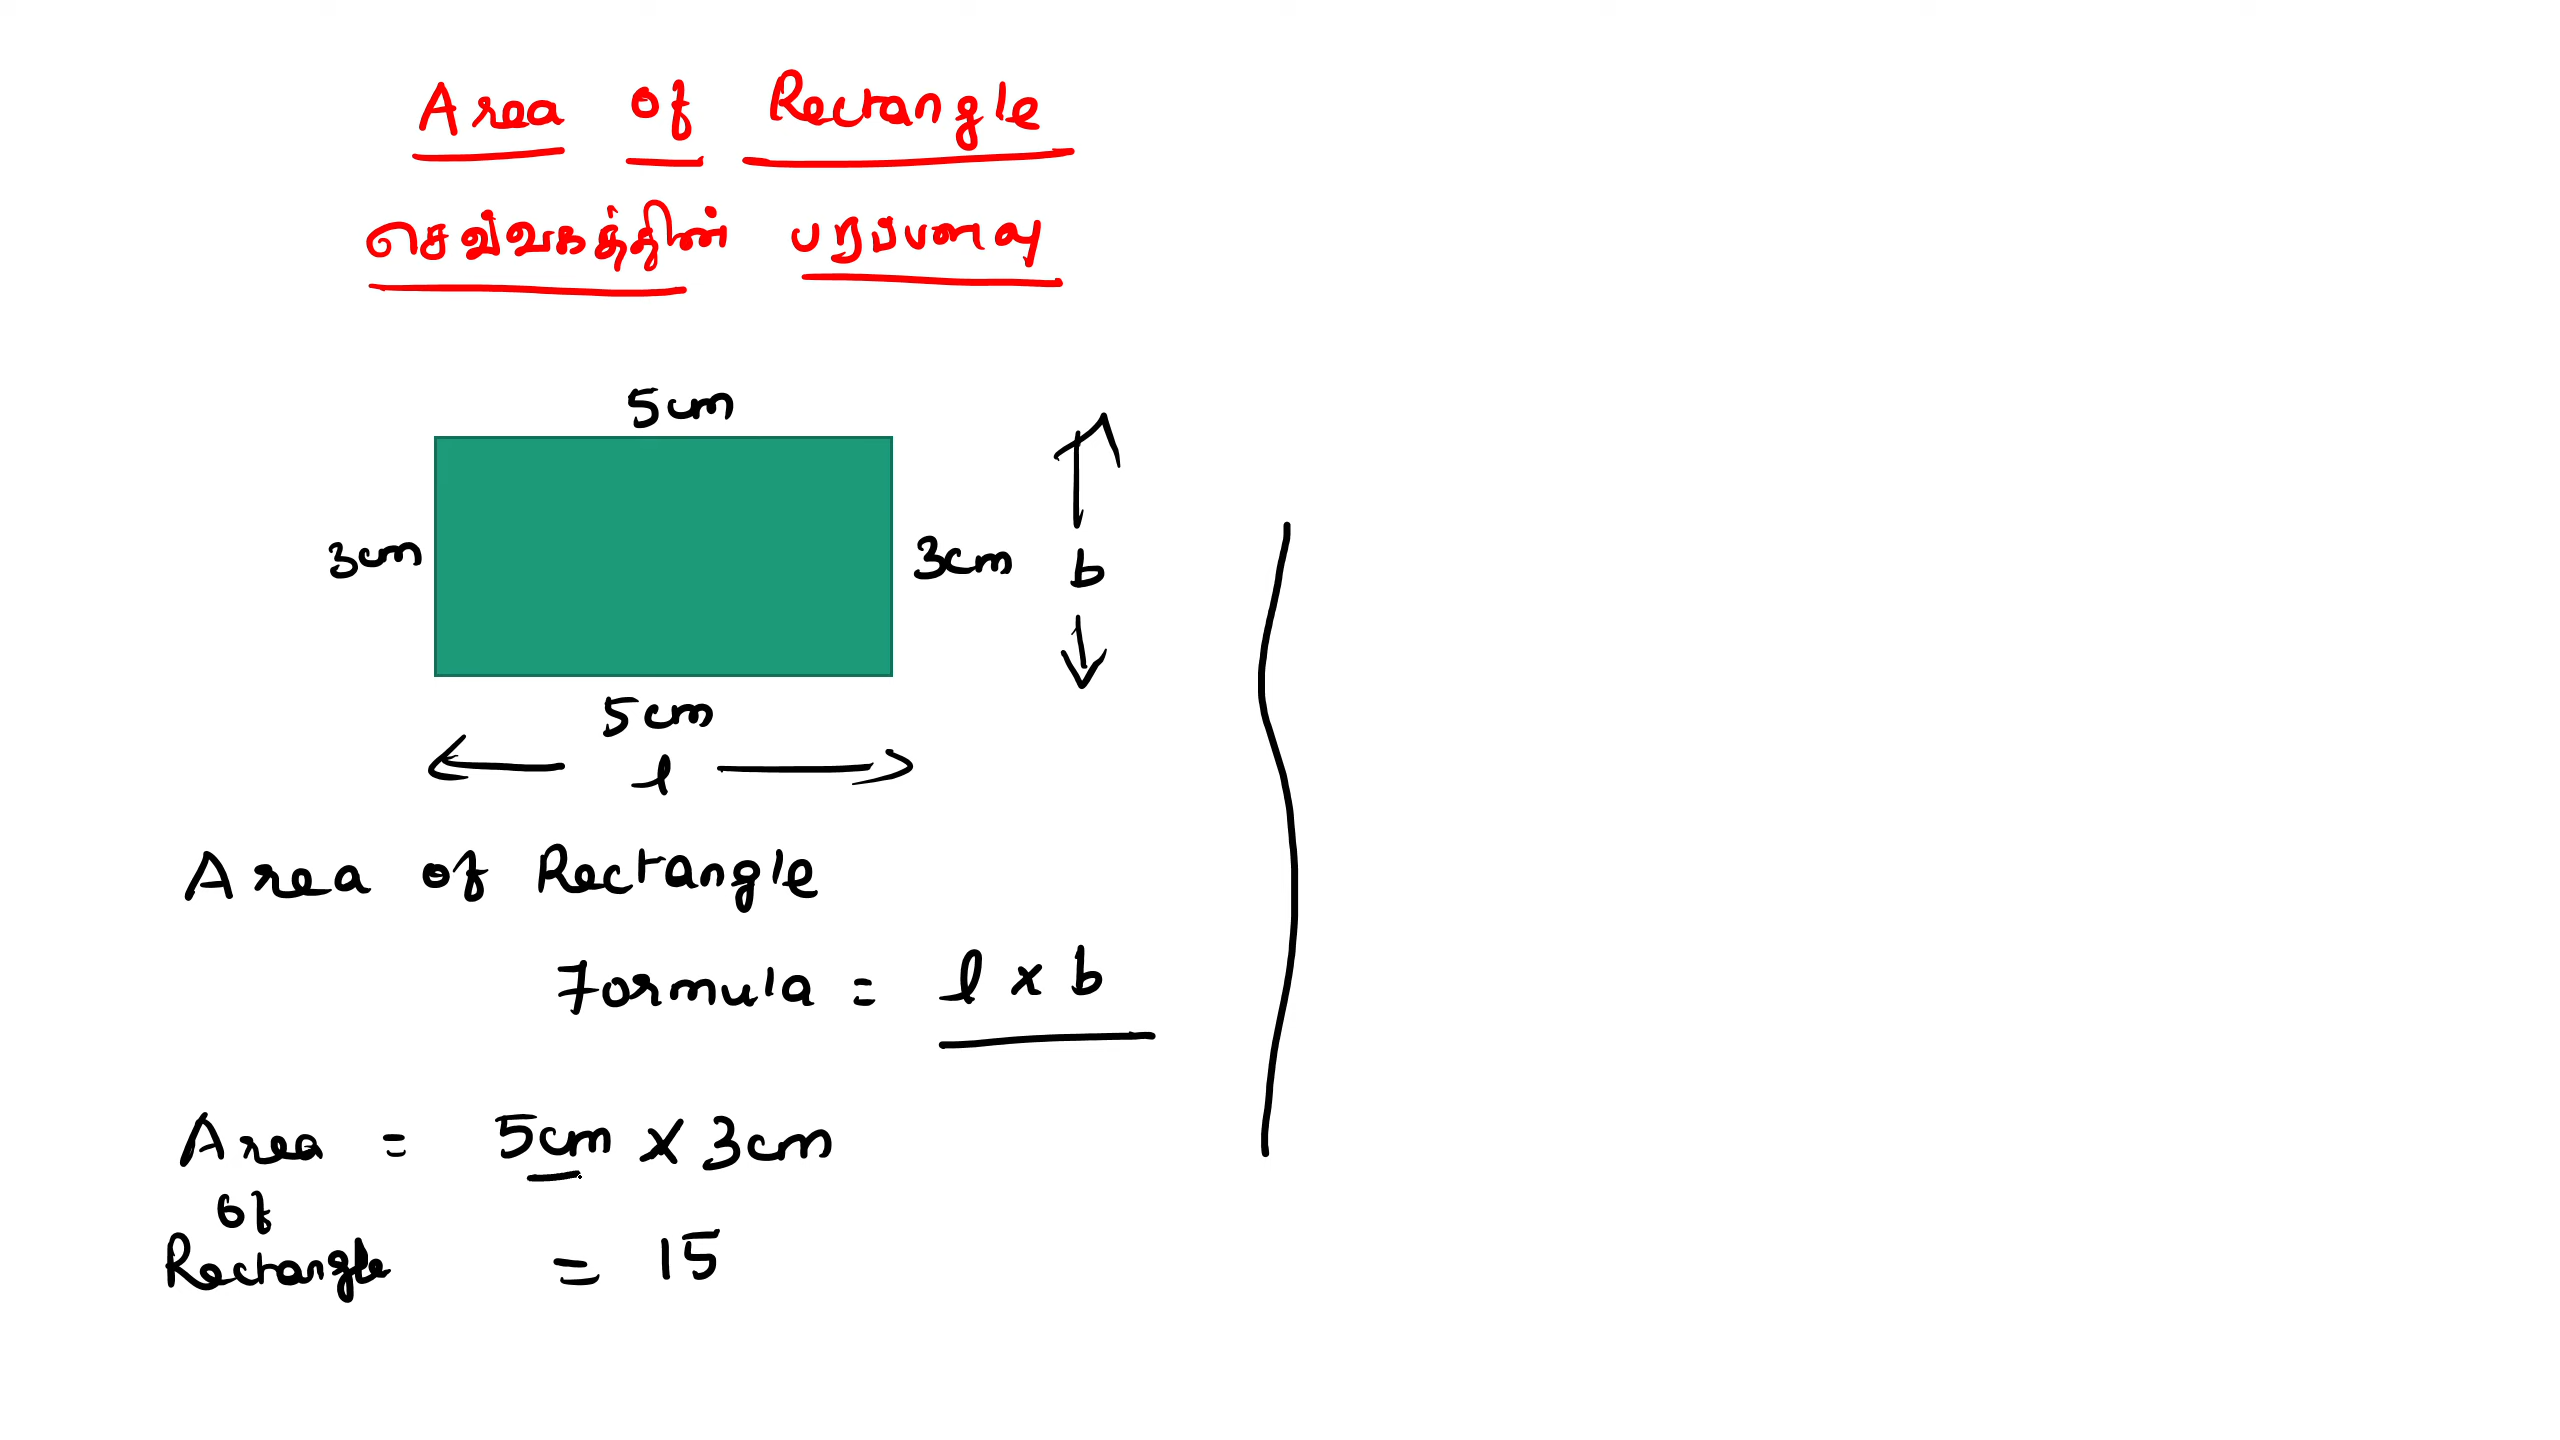 Area of Rectangle
செவ்வகத்தின் பரப்பளவு
5cm
3cm
3cm
b
5cm
l
Area of Rectangle
Formula = l x b
Area = 5cm x 3cm
of
Rectangle = 15